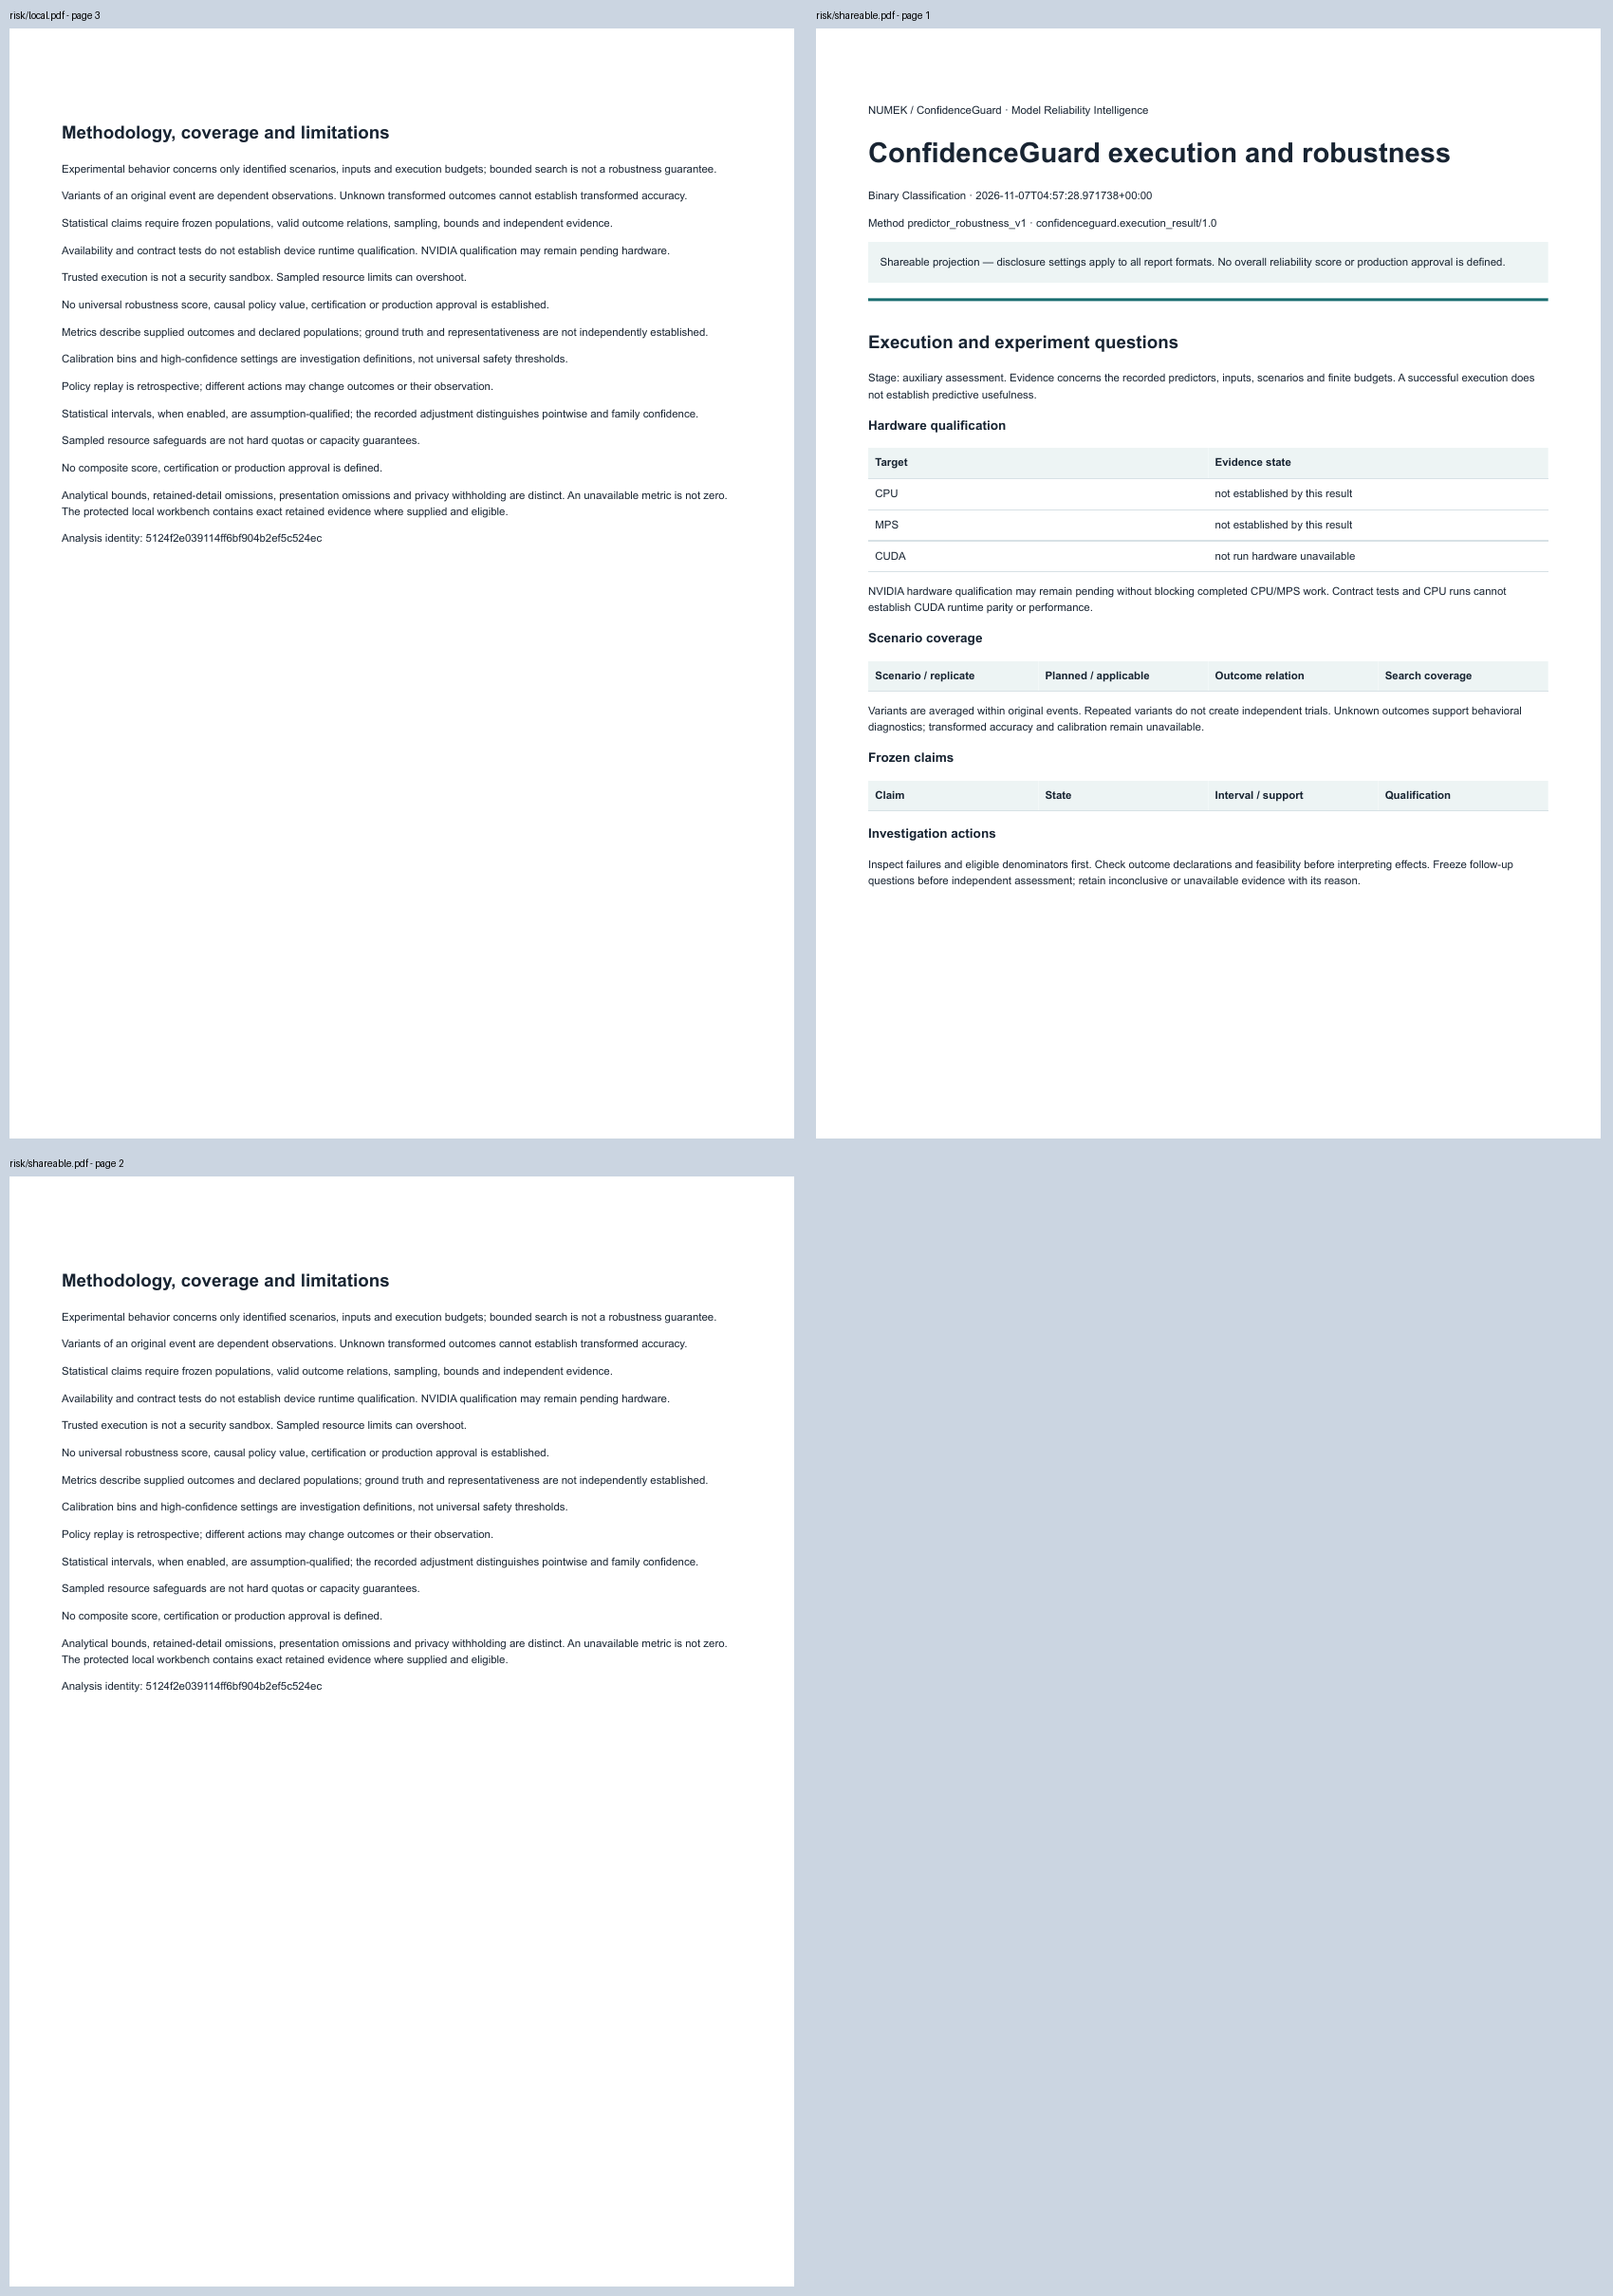 risk/local.pdf - page 3
Methodology, coverage and limitations
Experimental behavior concerns only identified scenarios, inputs and execution budgets; bounded search is not a robustness guarantee.
Variants of an original event are dependent observations. Unknown transformed outcomes cannot establish transformed accuracy.
Statistical claims require frozen populations, valid outcome relations, sampling, bounds and independent evidence.
Availability and contract tests do not establish device runtime qualification. NVIDIA qualification may remain pending hardware.
Trusted execution is not a security sandbox. Sampled resource limits can overshoot.
No universal robustness score, causal policy value, certification or production approval is established.
Metrics describe supplied outcomes and declared populations; ground truth and representativeness are not independently established.
Calibration bins and high-confidence settings are investigation definitions, not universal safety thresholds.
Policy replay is retrospective; different actions may change outcomes or their observation.
Statistical intervals, when enabled, are assumption-qualified; the recorded adjustment distinguishes pointwise and family confidence.
Sampled resource safeguards are not hard quotas or capacity guarantees.
No composite score, certification or production approval is defined.
Analytical bounds, retained-detail omissions, presentation omissions and privacy withholding are distinct. An unavailable metric is not zero.
The protected local workbench contains exact retained evidence where supplied and eligible.
Analysis identity: 5124f2e039114ff6bf904b2ef5c524ec
risk/shareable.pdf - page 1
NUMEK / ConfidenceGuard · Model Reliability Intelligence
ConfidenceGuard execution and robustness
Binary Classification · 2026-11-07T04:57:28.971738+00:00
Method predictor_robustness_v1 · confidenceguard.execution_result/1.0
Shareable projection — disclosure settings apply to all report formats. No overall reliability score or production approval is defined.
Execution and experiment questions
Stage: auxiliary assessment. Evidence concerns the recorded predictors, inputs, scenarios and finite budgets. A successful execution does
not establish predictive usefulness.
Hardware qualification
Target Evidence state
CPU not established by this result
MPS not established by this result
CUDA not run hardware unavailable
NVIDIA hardware qualification may remain pending without blocking completed CPU/MPS work. Contract tests and CPU runs cannot
establish CUDA runtime parity or performance.
Scenario coverage
Scenario / replicate Planned / applicable Outcome relation Search coverage
Variants are averaged within original events. Repeated variants do not create independent trials. Unknown outcomes support behavioral
diagnostics; transformed accuracy and calibration remain unavailable.
Frozen claims
Claim State Interval / support Qualification
Investigation actions
Inspect failures and eligible denominators first. Check outcome declarations and feasibility before interpreting effects. Freeze follow-up
questions before independent assessment; retain inconclusive or unavailable evidence with its reason.
risk/shareable.pdf - page 2
Methodology, coverage and limitations
Experimental behavior concerns only identified scenarios, inputs and execution budgets; bounded search is not a robustness guarantee.
Variants of an original event are dependent observations. Unknown transformed outcomes cannot establish transformed accuracy.
Statistical claims require frozen populations, valid outcome relations, sampling, bounds and independent evidence.
Availability and contract tests do not establish device runtime qualification. NVIDIA qualification may remain pending hardware.
Trusted execution is not a security sandbox. Sampled resource limits can overshoot.
No universal robustness score, causal policy value, certification or production approval is established.
Metrics describe supplied outcomes and declared populations; ground truth and representativeness are not independently established.
Calibration bins and high-confidence settings are investigation definitions, not universal safety thresholds.
Policy replay is retrospective; different actions may change outcomes or their observation.
Statistical intervals, when enabled, are assumption-qualified; the recorded adjustment distinguishes pointwise and family confidence.
Sampled resource safeguards are not hard quotas or capacity guarantees.
No composite score, certification or production approval is defined.
Analytical bounds, retained-detail omissions, presentation omissions and privacy withholding are distinct. An unavailable metric is not zero.
The protected local workbench contains exact retained evidence where supplied and eligible.
Analysis identity: 5124f2e039114ff6bf904b2ef5c524ec